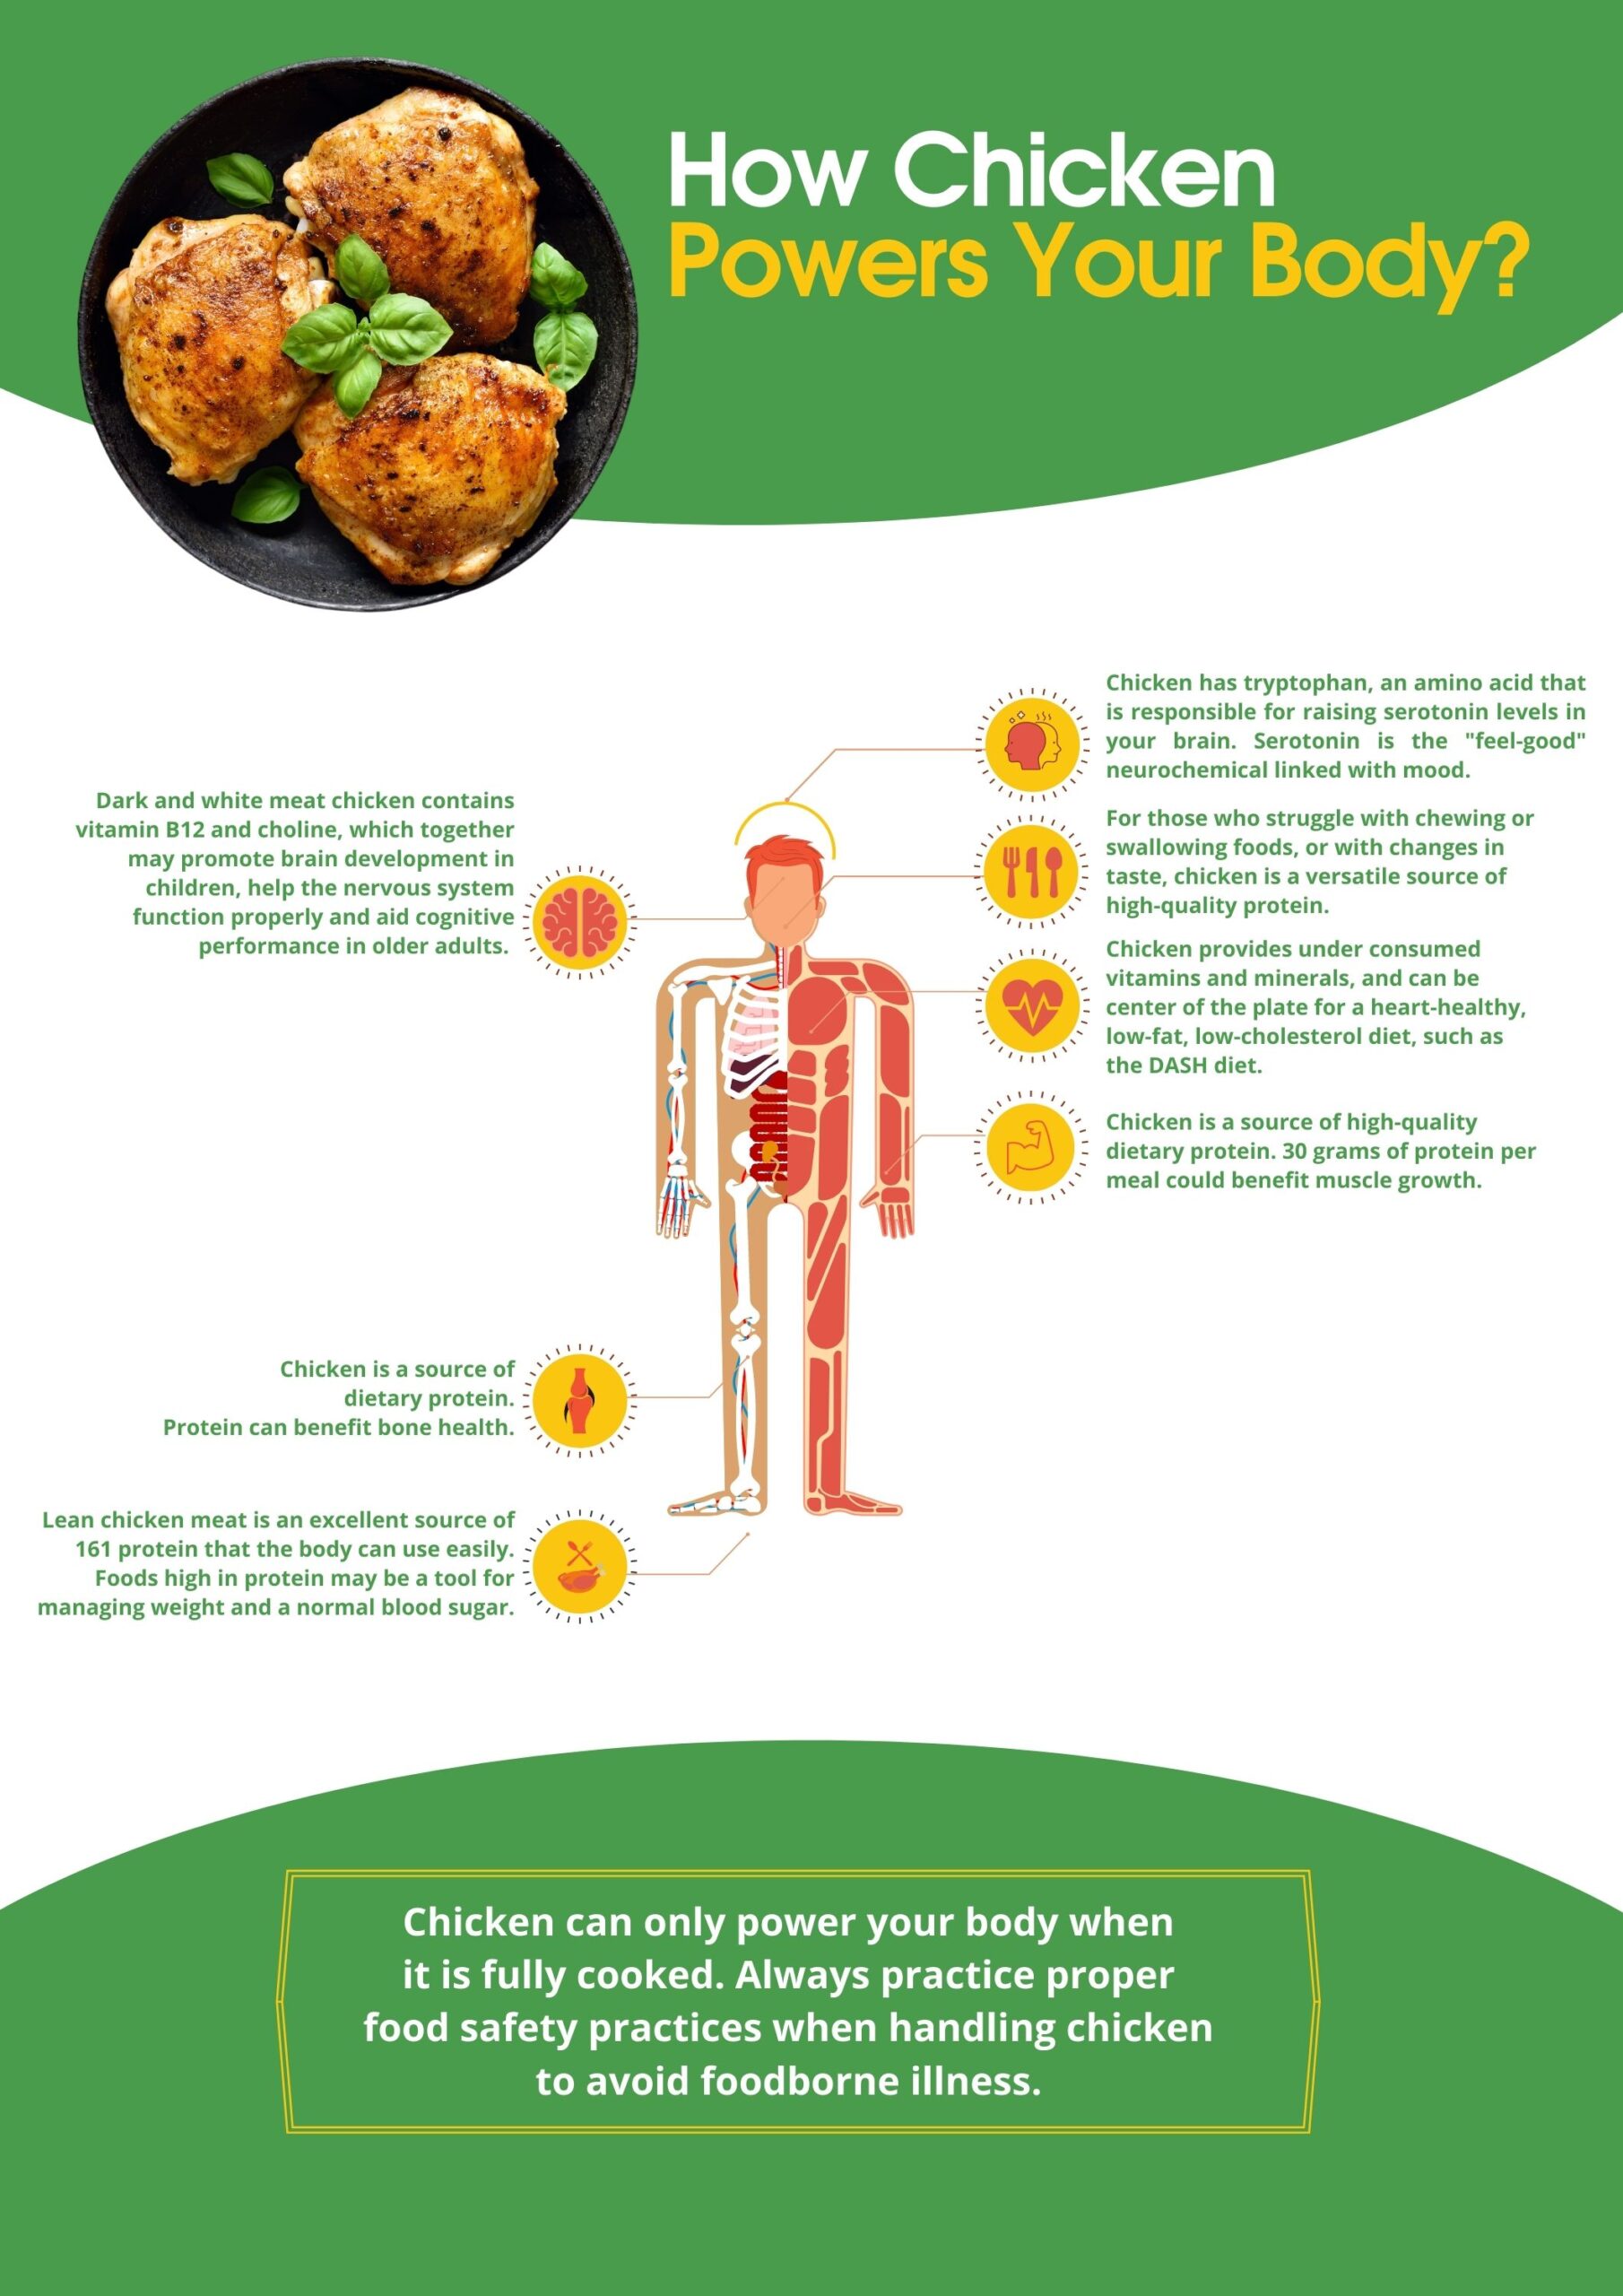 How Chicken
Powers Your Body?
Chicken has tryptophan, an amino acid that
is responsible for raising serotonin levels in
your brain. Serotonin is the "feel-good"
neurochemical linked with mood.
Dark and white meat chicken contains
vitamin B12 and choline, which together
may promote brain development in
children, help the nervous system
function properly and aid cognitive
performance in older adults.
For those who struggle with chewing or
swallowing foods, or with changes in
taste, chicken is a versatile source of
high-quality protein.
Chicken provides under consumed
vitamins and minerals, and can be
center of the plate for a heart-healthy,
low-fat, low-cholesterol diet, such as
the DASH diet.
Chicken is a source of high-quality
dietary protein. 30 grams of protein per
meal could benefit muscle growth.
Chicken is a source of
dietary protein.
Protein can benefit bone health.
Lean chicken meat is an excellent source of
161 protein that the body can use easily.
Foods high in protein may be a tool for
managing weight and a normal blood sugar.
Chicken can only power your body when
it is fully cooked. Always practice proper
food safety practices when handling chicken
to avoid foodborne illness.